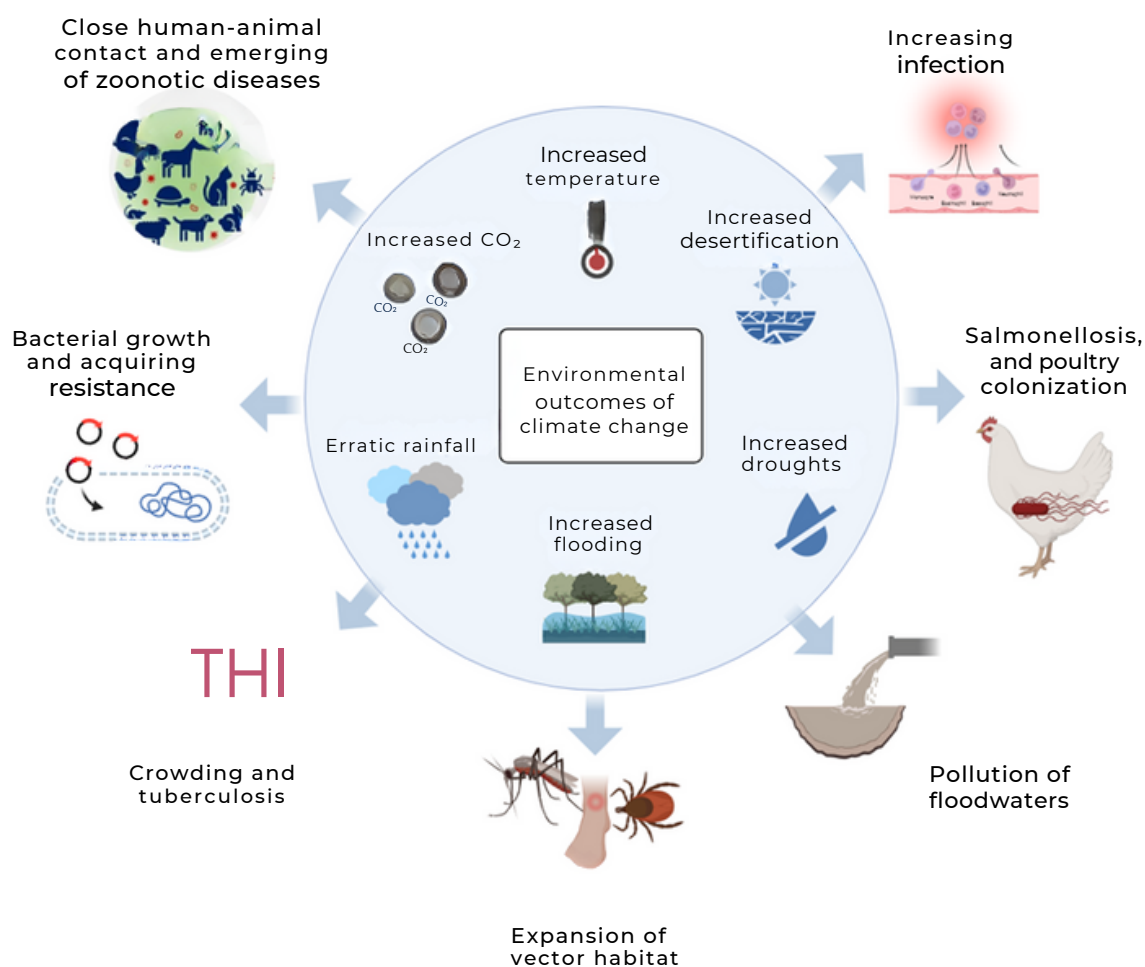 Close human-animal
contact and emerging
of zoonotic diseases
Increasing
infection
Increased
temperature
Increased CO₂
CO₂
CO₂
CO₂
Increased
desertification
Bacterial growth
and acquiring
resistance
Environmental
outcomes of
climate change
Salmonellosis,
and poultry
colonization
Erratic rainfall
Increased
droughts
Increased
flooding
THI
Crowding and
tuberculosis
Pollution of
floodwaters
Expansion of
vector habitat